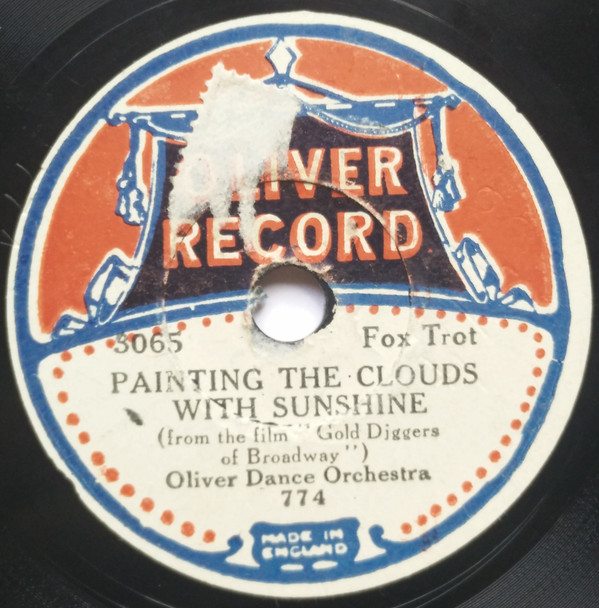 OLIVER
RECORD
3065 Fox Trot
PAINTING THE CLOUDS
WITH SUNSHINE
(from the film "Gold Diggers
of Broadway")
Oliver Dance Orchestra
774
MADE IN
ENGLAND